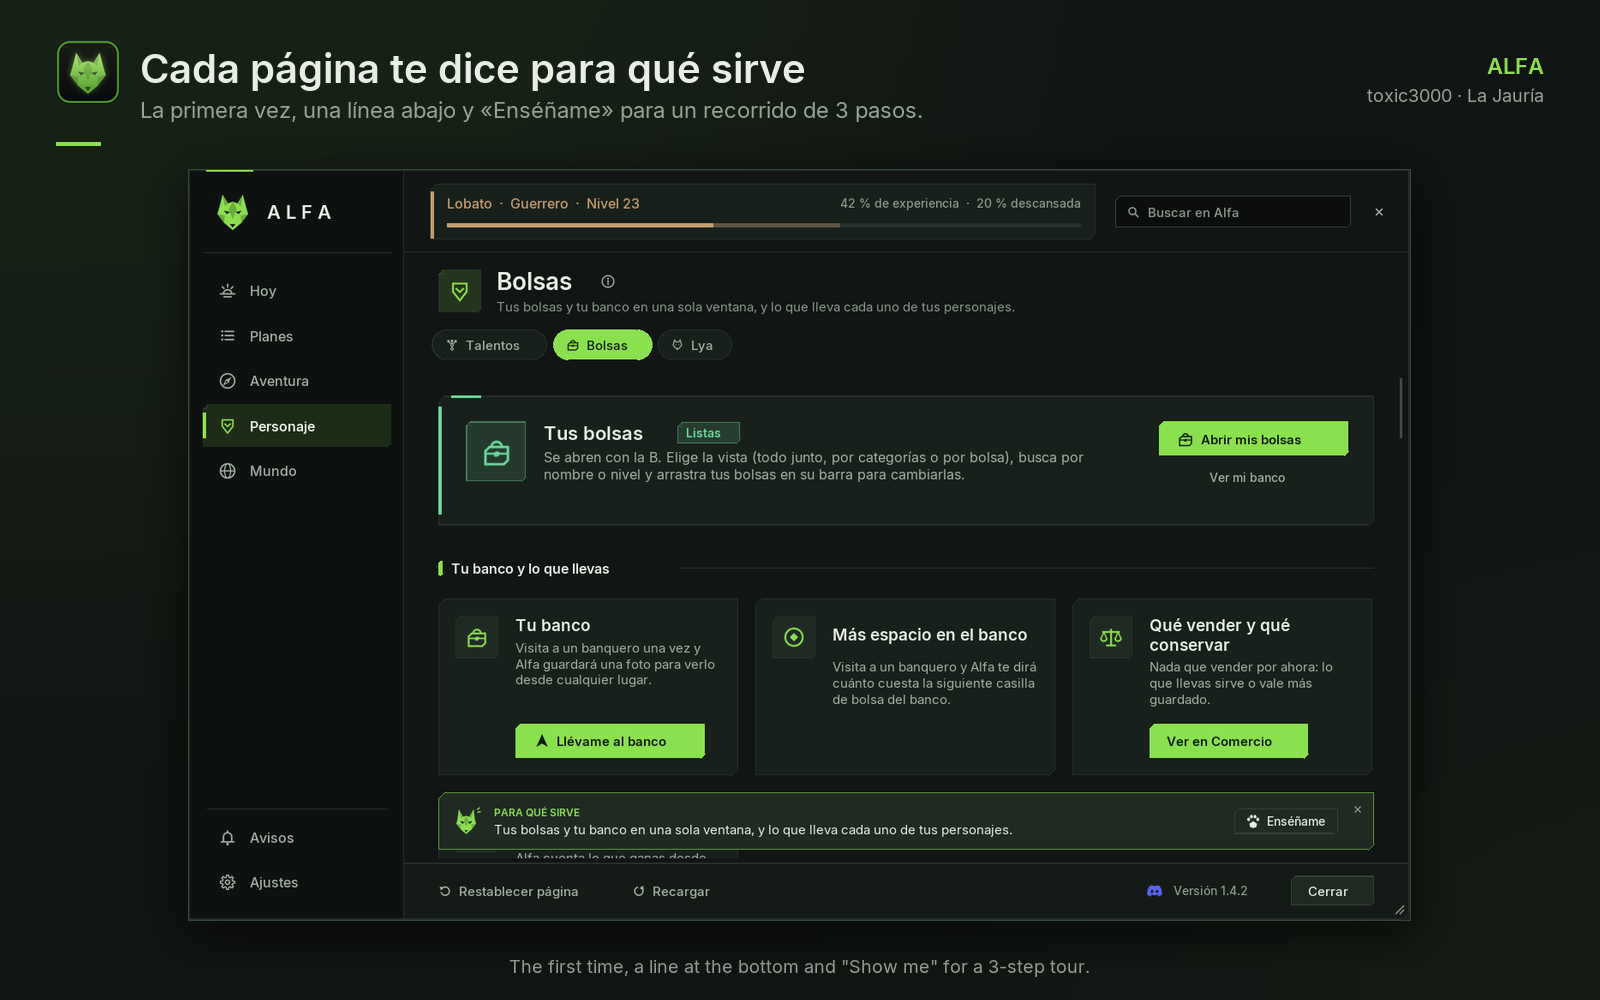 Cada página te dice para qué sirve
La primera vez, una línea abajo y «Enséñame» para un recorrido de 3 pasos.
ALFA
toxic3000 · La Jauría
ALFA
Lobato · Guerrero · Nivel 23
42 % de experiencia · 20 % descansada
Buscar en Alfa
Hoy
Planes
Aventura
Personaje
Mundo
Avisos
Ajustes
Bolsas
Tus bolsas y tu banco en una sola ventana, y lo que lleva cada uno de tus personajes.
Talentos
Bolsas
Lya
Tus bolsas
Listas
Se abren con la B. Elige la vista (todo junto, por categorías o por bolsa), busca por
nombre o nivel y arrastra tus bolsas en su barra para cambiarlas.
Abrir mis bolsas
Ver mi banco
Tu banco y lo que llevas
Tu banco
Visita a un banquero una vez y
Alfa guardará una foto para verlo
desde cualquier lugar.
Llévame al banco
Más espacio en el banco
Visita a un banquero y Alfa te dirá
cuánto cuesta la siguiente casilla
de bolsa del banco.
Qué vender y qué
conservar
Nada que vender por ahora: lo
que llevas sirve o vale más
guardado.
Ver en Comercio
PARA QUÉ SIRVE
Tus bolsas y tu banco en una sola ventana, y lo que lleva cada uno de tus personajes.
Enséñame
Alfa cuenta lo que ganas desde
Restablecer página
Recargar
Versión 1.4.2
Cerrar
The first time, a line at the bottom and "Show me" for a 3-step tour.